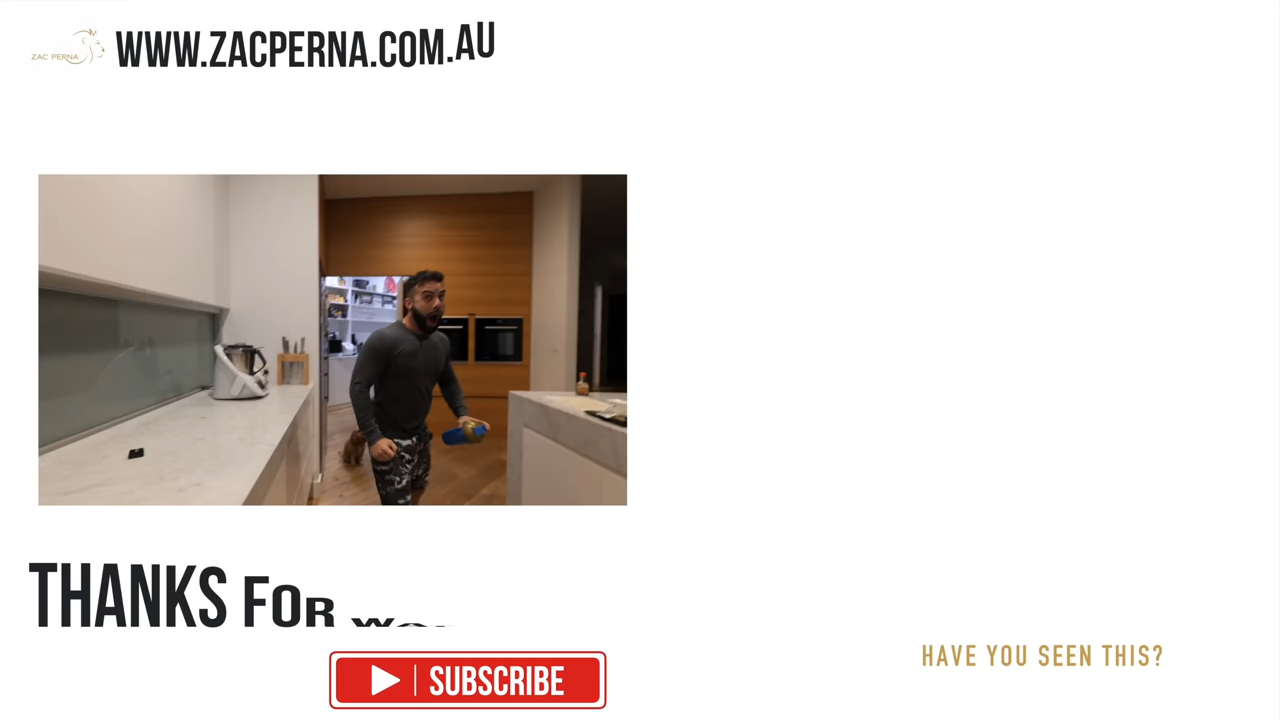 ZAC PERNA
WWW.ZACPERNA.COM.AU
THANKS FOR
SUBSCRIBE
HAVE YOU SEEN THIS?